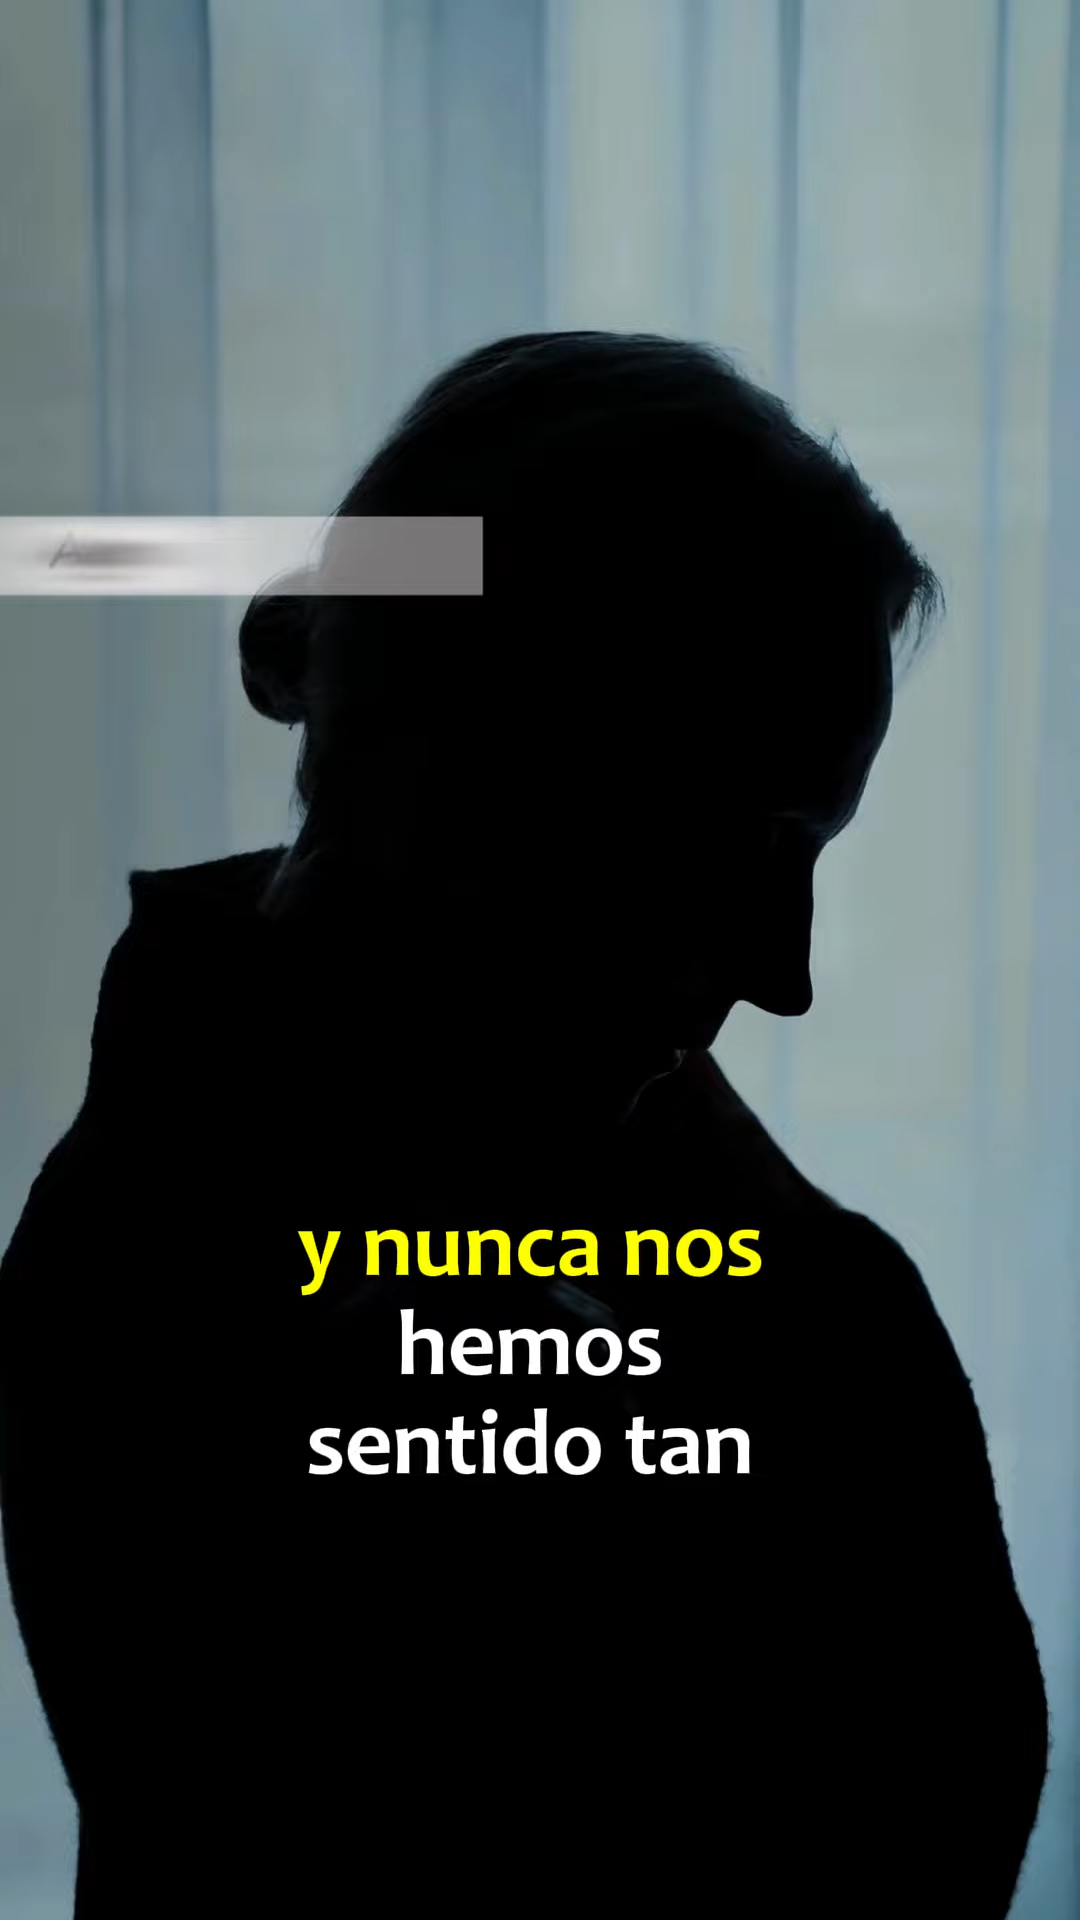 y nunca nos
hemos
sentido tan